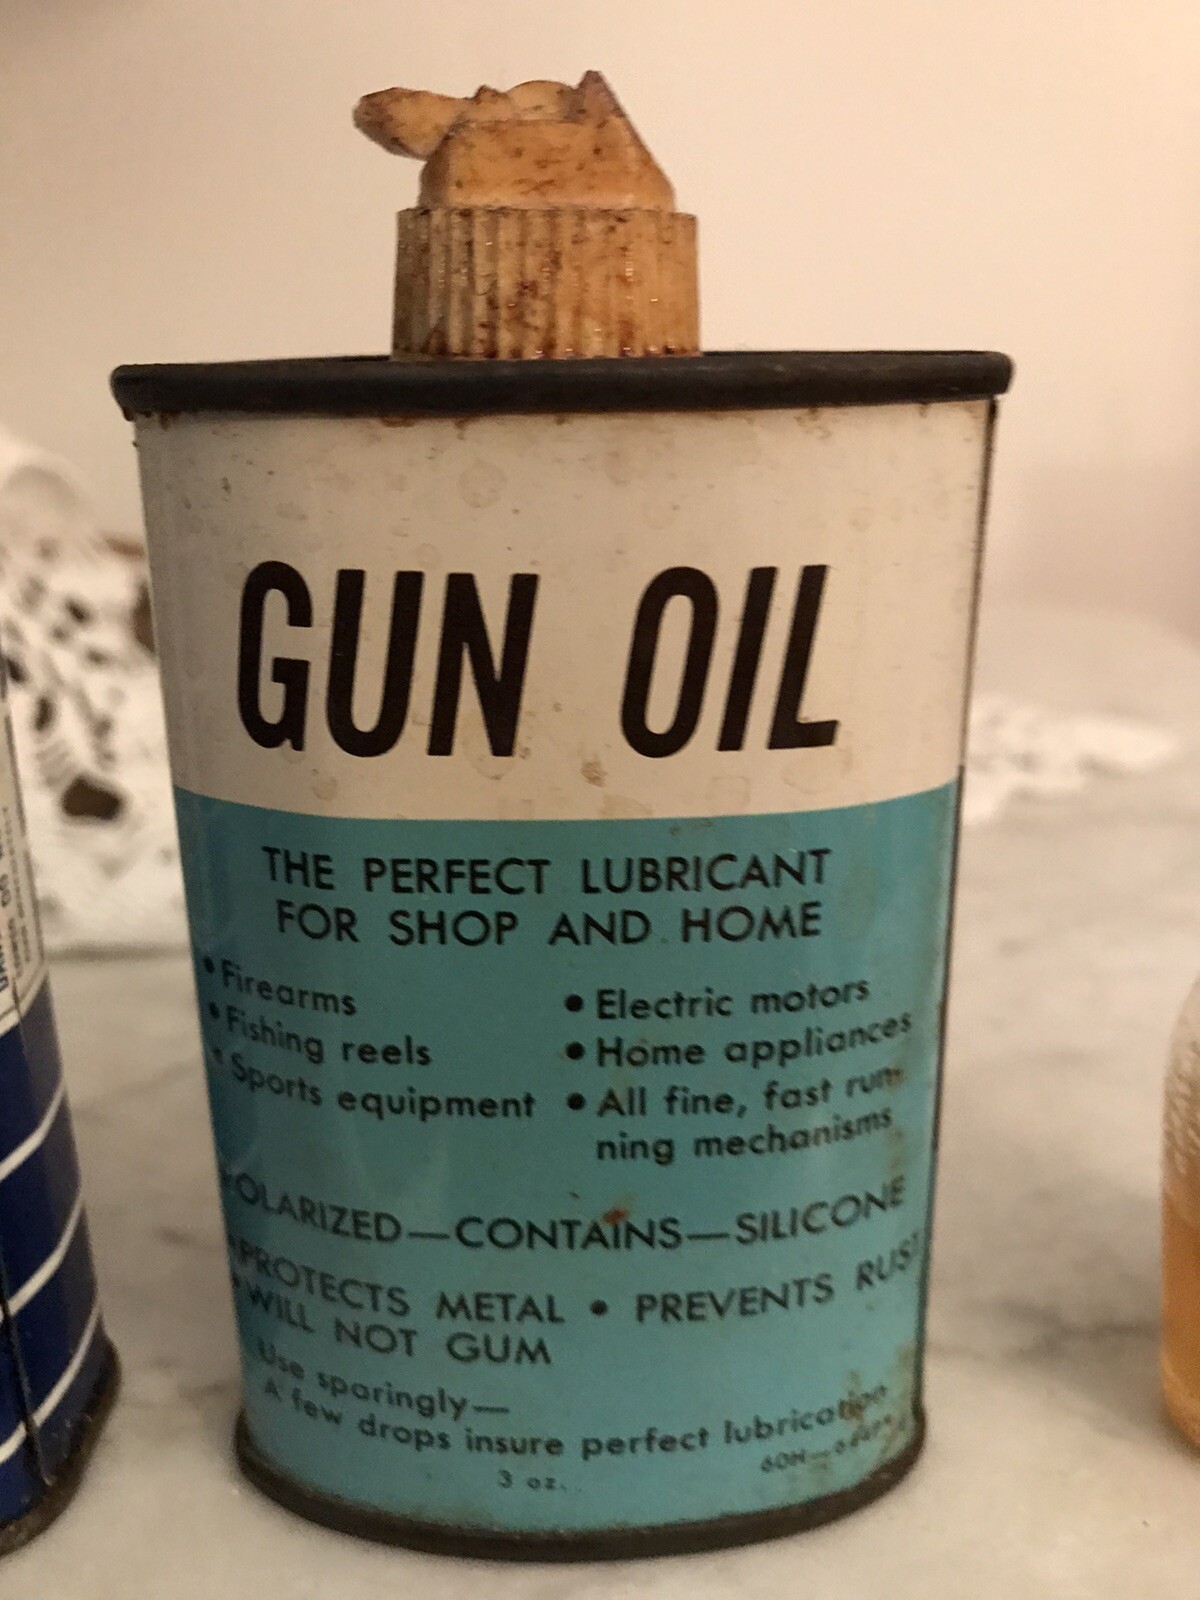 GUN OIL
THE PERFECT LUBRICANT
FOR SHOP AND HOME
• Firearms
• Fishing reels
• Sports equipment
• Electric motors
• Home appliances
• All fine, fast run-
ning mechanisms
OLARIZED—CONTAINS—SILICONE
• PROTECTS METAL • PREVENTS RUST
• WILL NOT GUM
Use sparingly—
A few drops insure perfect lubrication
3 oz.